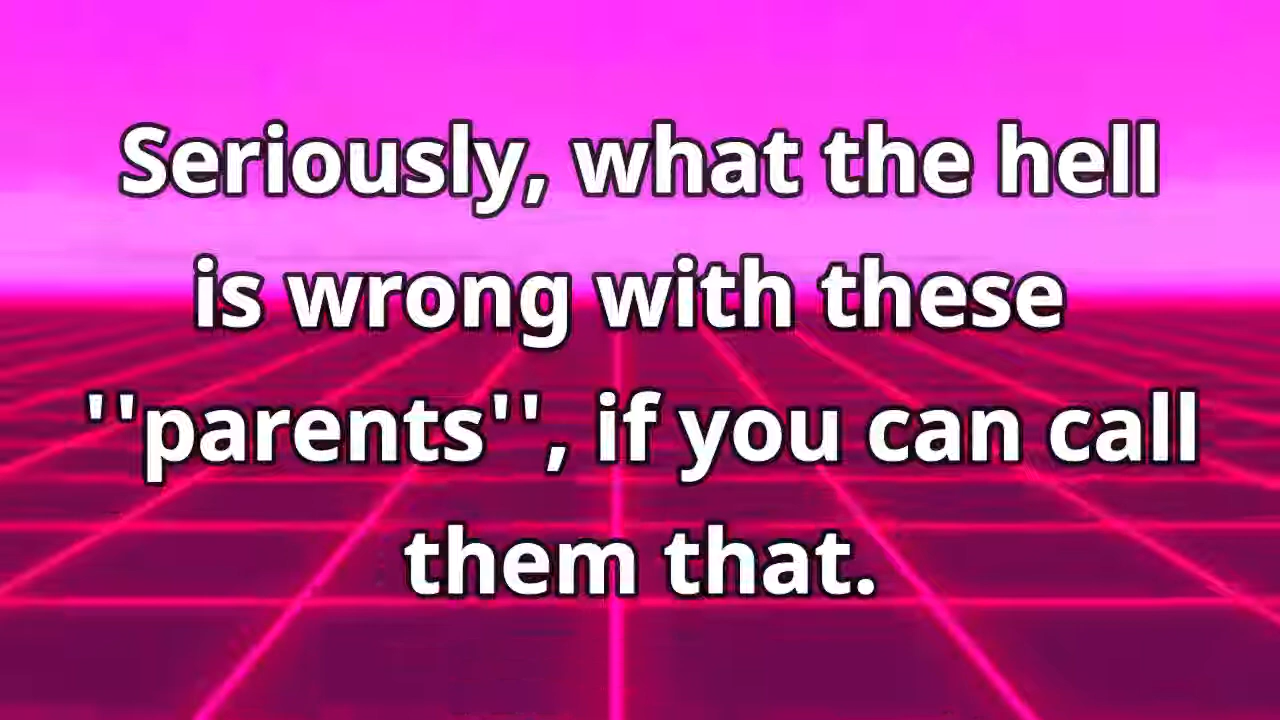 Seriously, what the hell
is wrong with these
''parents'', if you can call
them that.